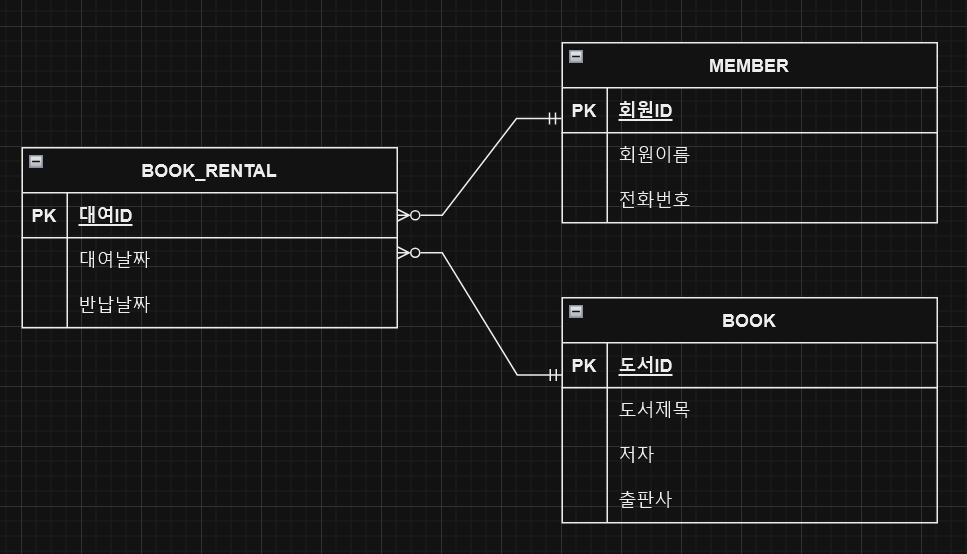 BOOK_RENTAL
PK 대여ID
대여날짜
반납날짜
MEMBER
PK 회원ID
회원이름
전화번호
BOOK
PK 도서ID
도서제목
저자
출판사